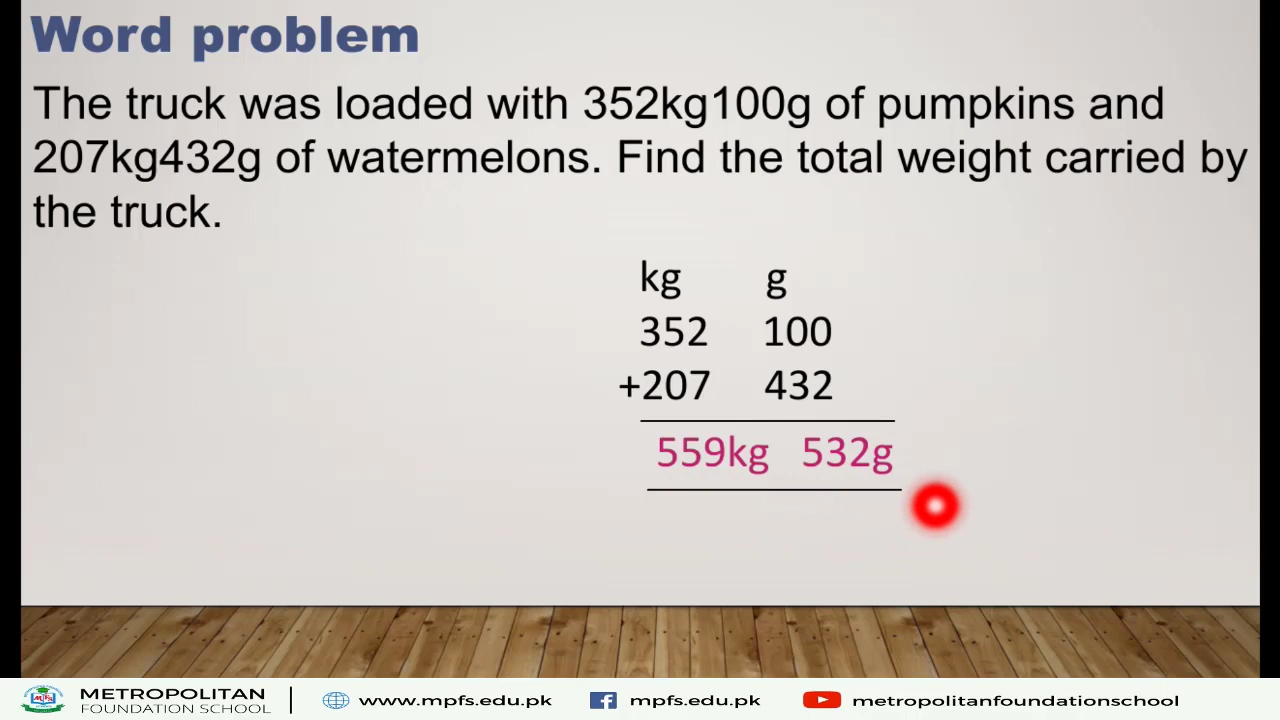 Word problem
The truck was loaded with 352kg100g of pumpkins and
207kg432g of watermelons. Find the total weight carried by
the truck.
kg g
352 100
+207 432
559kg 532g
METROPOLITAN
FOUNDATION SCHOOL
www.mpfs.edu.pk
mpfs.edu.pk
metropolitanfoundationschool